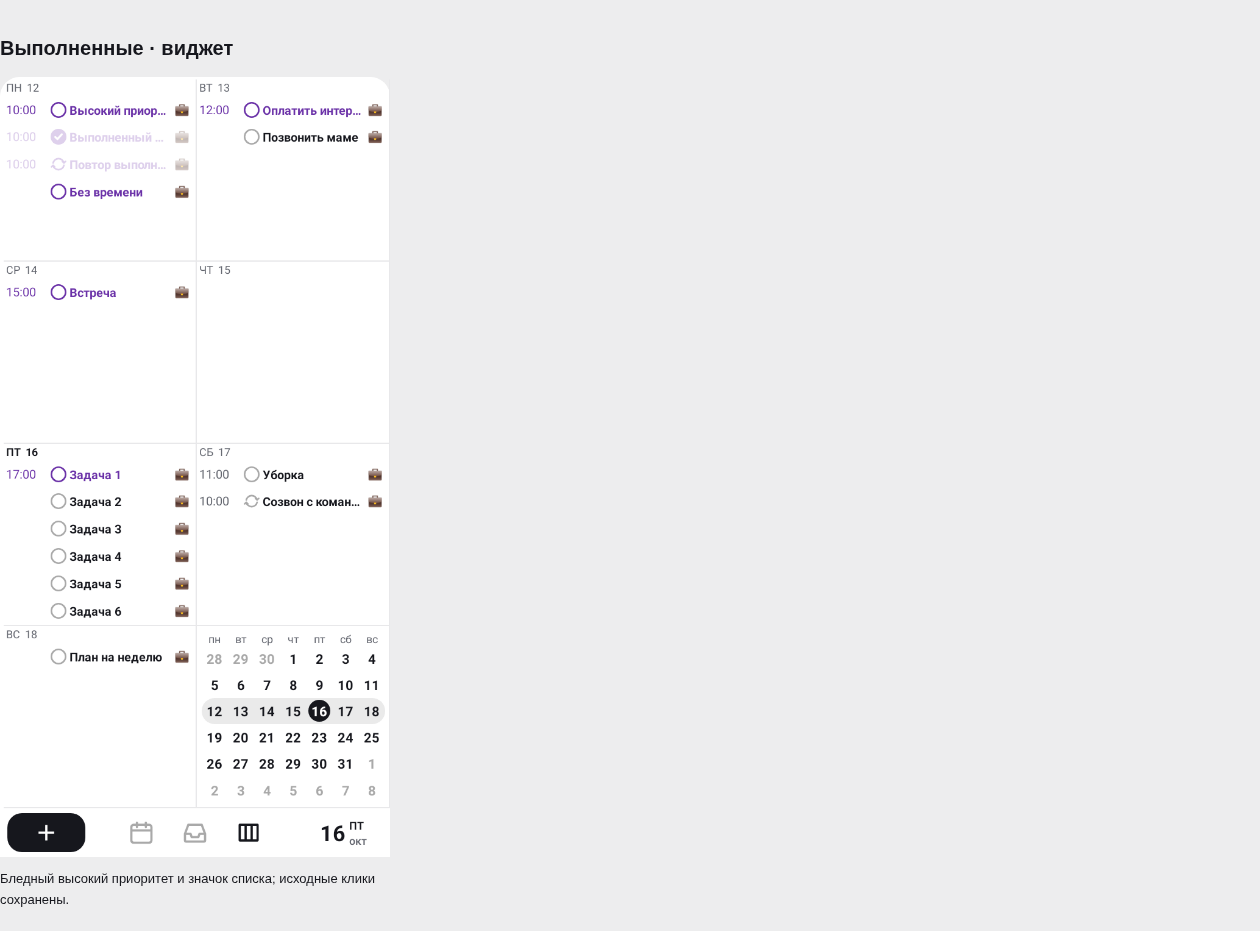 Выполненные · виджет
ПН 12
10:00 Высокий приор...
10:00 Выполненный ...
10:00 Повтор выполн...
Без времени
ВТ 13
12:00 Оплатить интер...
Позвонить маме
СР 14
15:00 Встреча
ЧТ 15
ПТ 16
17:00 Задача 1
Задача 2
Задача 3
Задача 4
Задача 5
Задача 6
СБ 17
11:00 Уборка
10:00 Созвон с коман...
ВС 18
План на неделю
пн вт ср чт пт сб вс
28 29 30 1 2 3 4
5 6 7 8 9 10 11
12 13 14 15 16 17 18
19 20 21 22 23 24 25
26 27 28 29 30 31 1
2 3 4 5 6 7 8
16 ПТ
окт
Бледный высокий приоритет и значок списка; исходные клики
сохранены.